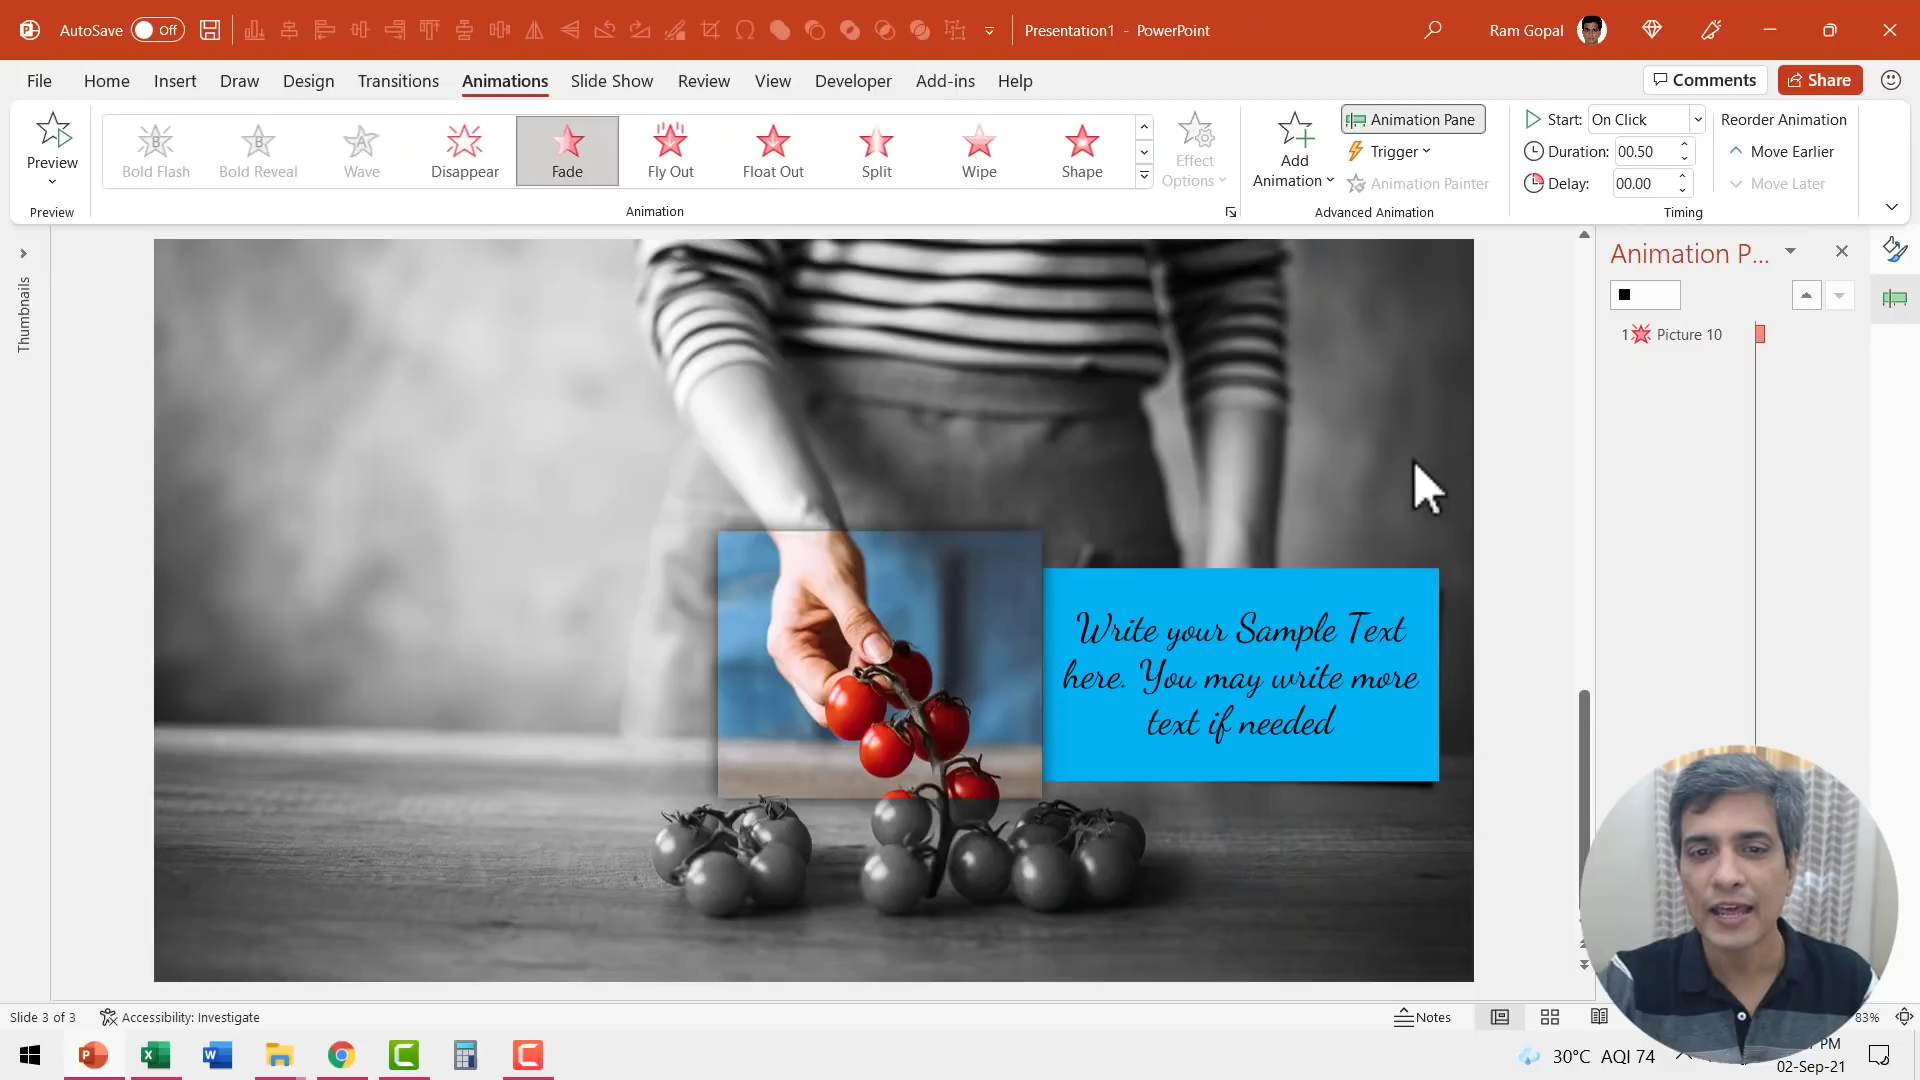 AutoSave Off Presentation1 - PowerPoint Ram Gopal
File Home Insert Draw Design Transitions Animations Slide Show Review View Developer Add-ins Help Comments Share
Preview
Preview
Bold Flash Bold Reveal Wave Disappear Fade Fly Out Float Out Split Wipe Shape
Animation
Effect
Options
Add
Animation
Animation Pane
Trigger
Animation Painter
Advanced Animation
Start: On Click
Duration: 00.50
Delay: 00.00
Reorder Animation
Move Earlier
Move Later
Timing
Thumbnails
Write your Sample Text
here. You may write more
text if needed
Animation P...
1 Picture 10
Slide 3 of 3 Accessibility: Investigate Notes 83%
30°C AQI 74 PM
02-Sep-21